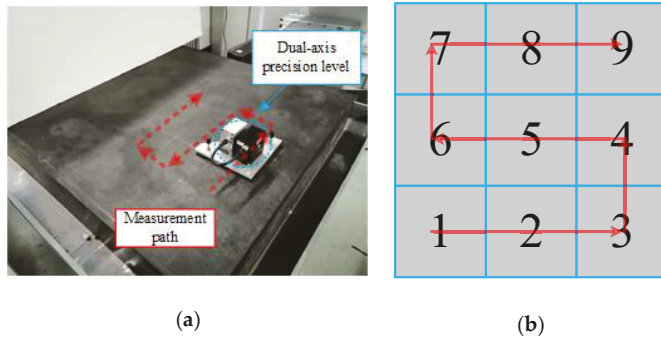 Dual-axis
precision level
Measurement
path
7 8 9
6 5 4
1 2 3
(a)
(b)